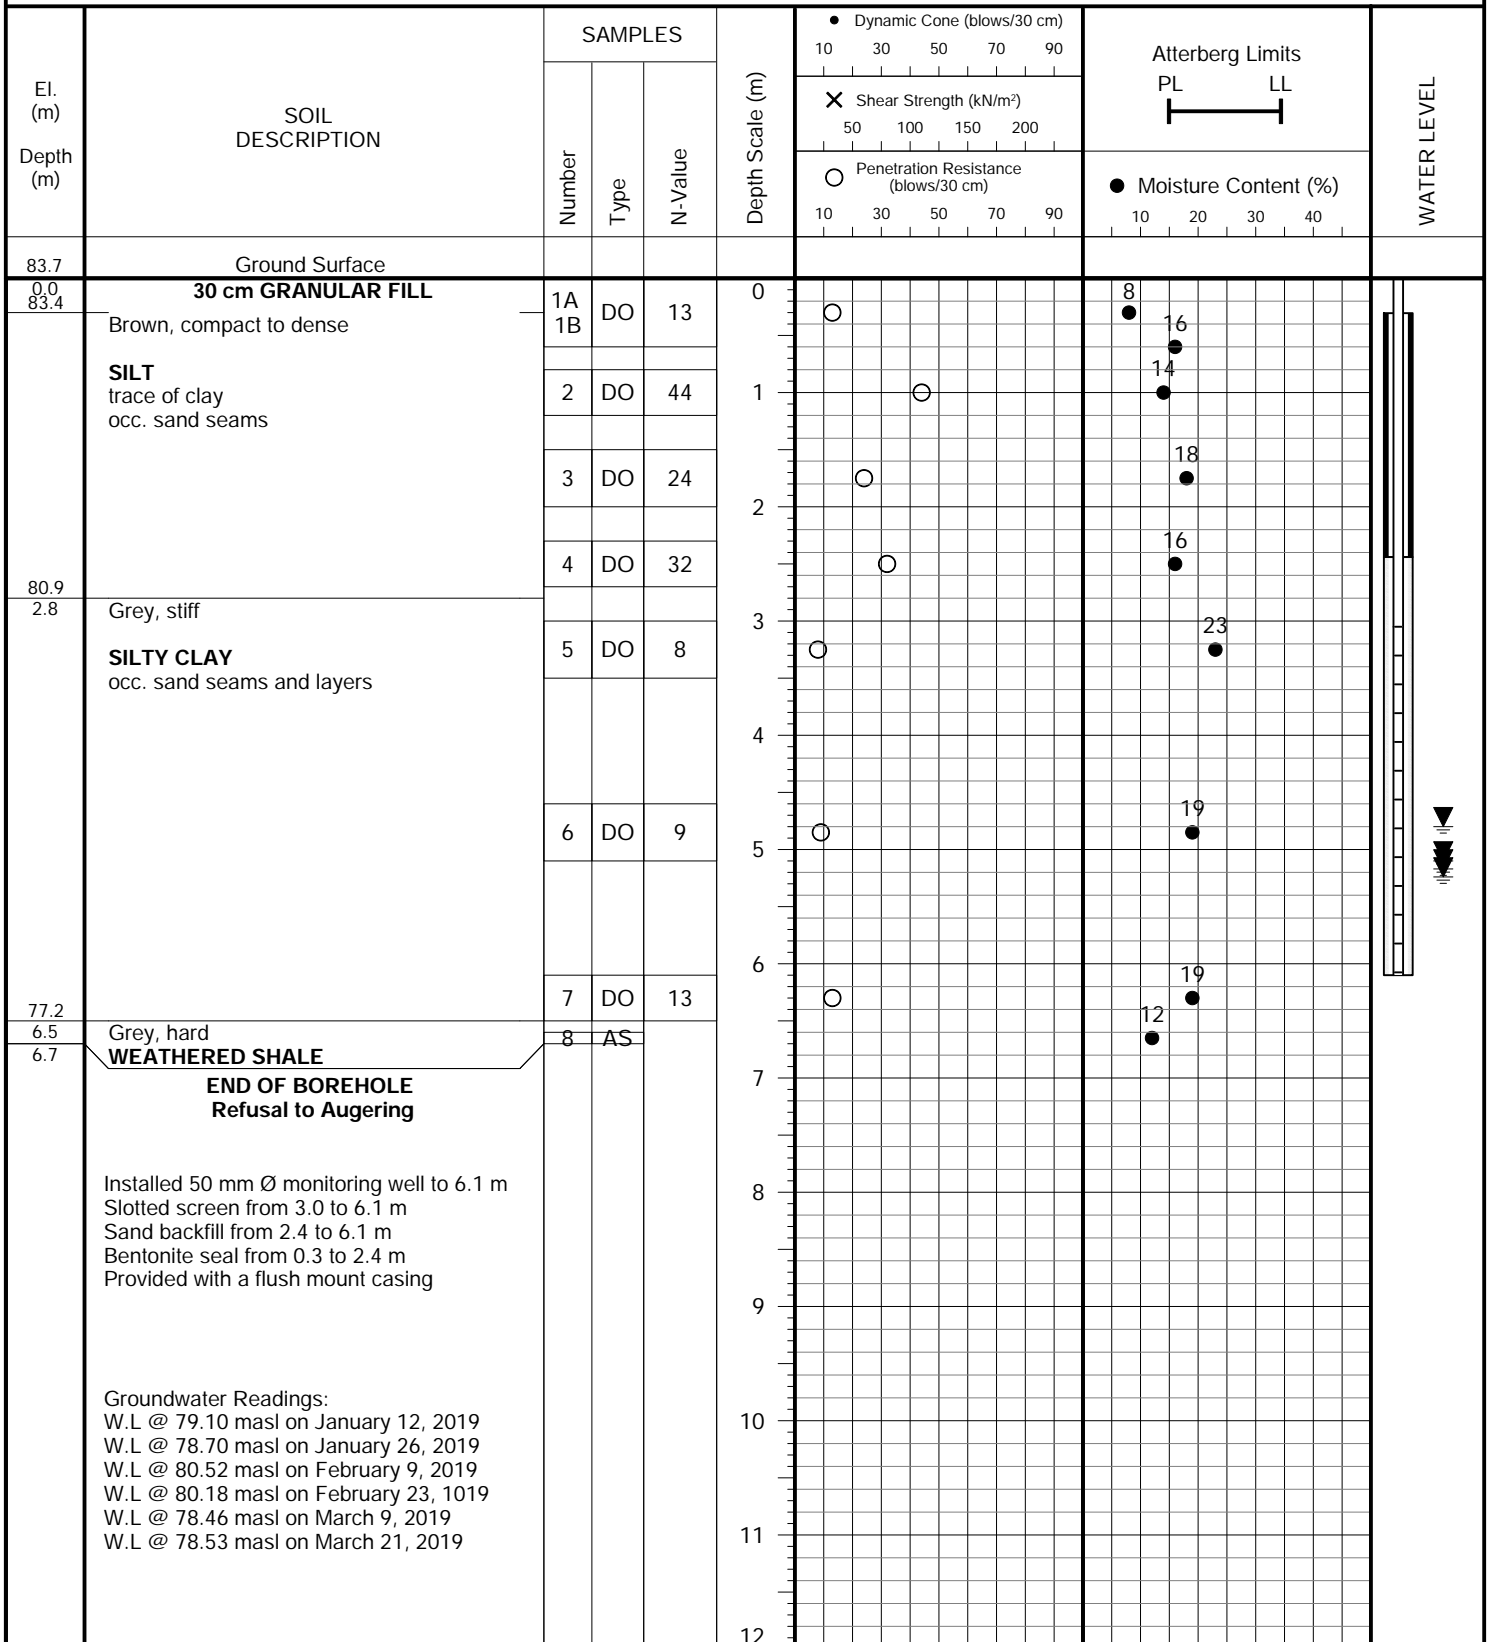 El.
(m)
Depth
(m)
SOIL
DESCRIPTION
SAMPLES
Number
Type
N-Value
Depth Scale (m)
Dynamic Cone (blows/30 cm)
10 30 50 70 90
Shear Strength (kN/m²)
50 100 150 200
Penetration Resistance
(blows/30 cm)
10 30 50 70 90
Atterberg Limits
PL LL
Moisture Content (%)
10 20 30 40
WATER LEVEL
83.7 Ground Surface
0.0 30 cm GRANULAR FILL 1A DO 13 0 8
83.4
Brown, compact to dense 1B 16
SILT 14
trace of clay 2 DO 44 1
occ. sand seams
18
3 DO 24
2
16
4 DO 32
80.9
2.8 Grey, stiff
3 23
SILTY CLAY 5 DO 8
occ. sand seams and layers
4
19
6 DO 9
5
6 19
7 DO 13
77.2 12
6.5 Grey, hard 8 AS
6.7 WEATHERED SHALE
7
END OF BOREHOLE
Refusal to Augering
Installed 50 mm Ø monitoring well to 6.1 m
8
Slotted screen from 3.0 to 6.1 m
Sand backfill from 2.4 to 6.1 m
Bentonite seal from 0.3 to 2.4 m
Provided with a flush mount casing
9
Groundwater Readings:
W.L @ 79.10 masl on January 12, 2019
10
W.L @ 78.70 masl on January 26, 2019
W.L @ 80.52 masl on February 9, 2019
W.L @ 80.18 masl on February 23, 1019
W.L @ 78.46 masl on March 9, 2019
11
W.L @ 78.53 masl on March 21, 2019
12